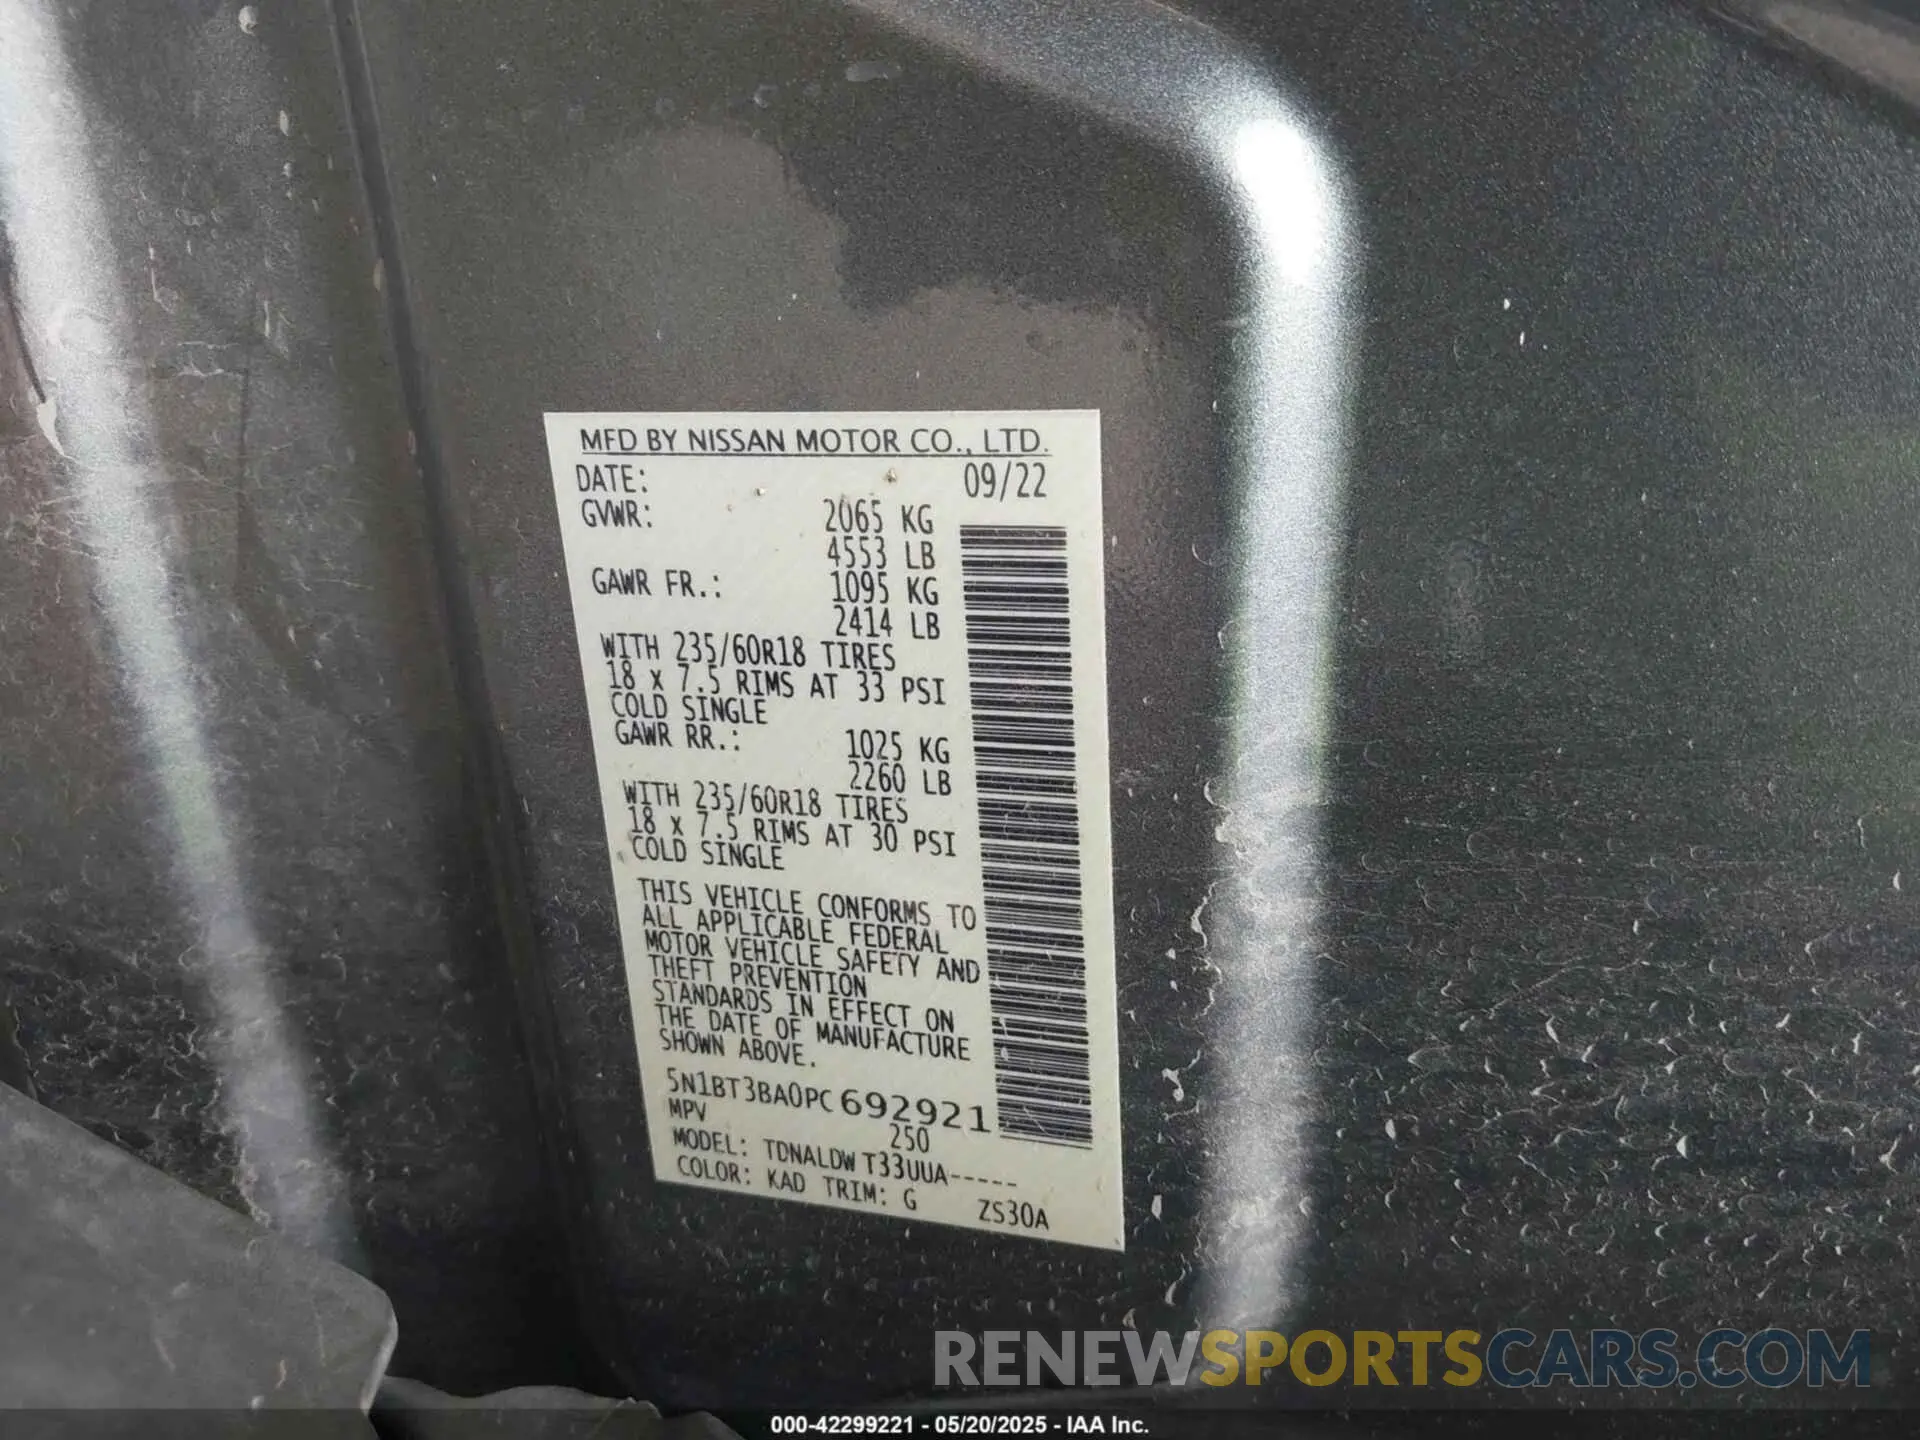 MFD BY NISSAN MOTOR CO., LTD.
DATE: 09/22
GVWR: 2065 KG
4553 LB
GAWR FR.: 1095 KG
2414 LB
WITH 235/60R18 TIRES
18 X 7.5 RIMS AT 33 PSI
COLD SINGLE
GAWR RR.: 1025 KG
2260 LB
WITH 235/60R18 TIRES
18 X 7.5 RIMS AT 30 PSI
COLD SINGLE
THIS VEHICLE CONFORMS TO
ALL APPLICABLE FEDERAL
MOTOR VEHICLE SAFETY AND
THEFT PREVENTION
STANDARDS IN EFFECT ON
THE DATE OF MANUFACTURE
SHOWN ABOVE.
5N1BT3BA0PC692921
MPV 250
MODEL: TDNALDW T33UUA-----
COLOR: KAD TRIM: G ZS30A
RENEWSPORTSCARS.COM
000-42299221 - 05/20/2025 - IAA Inc.